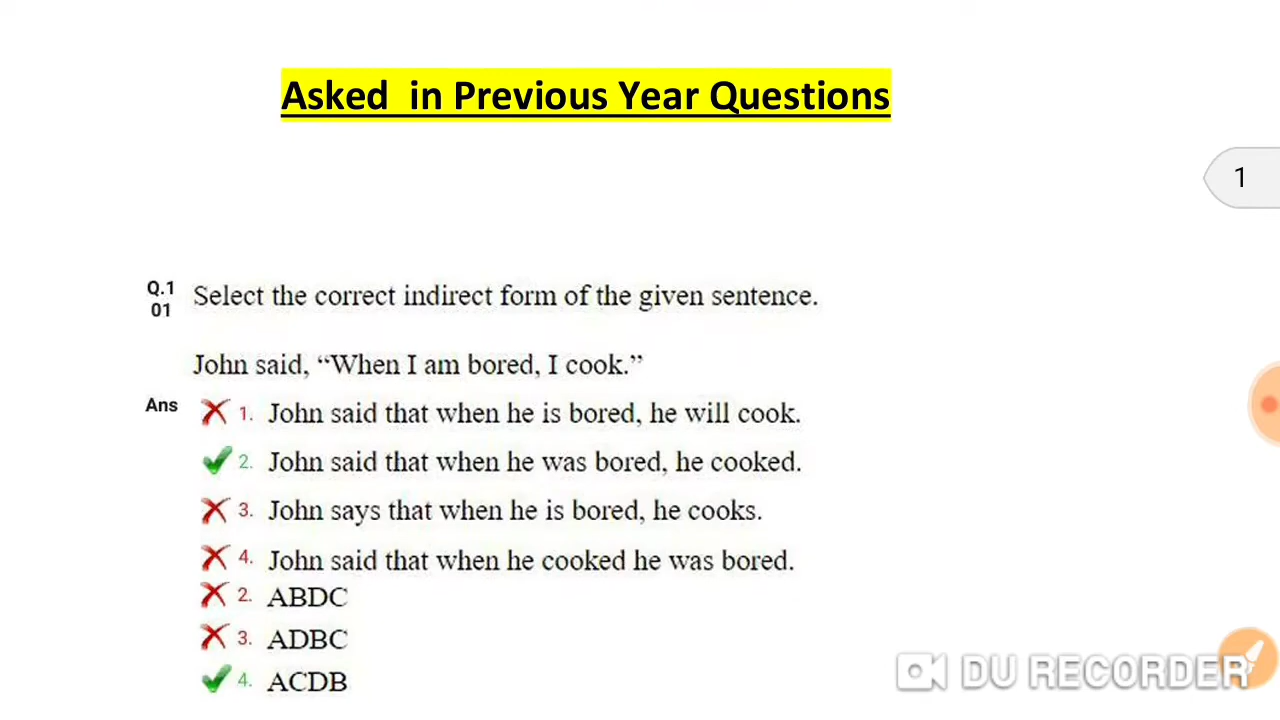 Asked in Previous Year Questions
1
Q.1 Select the correct indirect form of the given sentence.
01
John said, “When I am bored, I cook.”
Ans 1. John said that when he is bored, he will cook.
2. John said that when he was bored, he cooked.
3. John says that when he is bored, he cooks.
4. John said that when he cooked he was bored.
2. ABDC
3. ADBC
4. ACDB
DU RECORDER